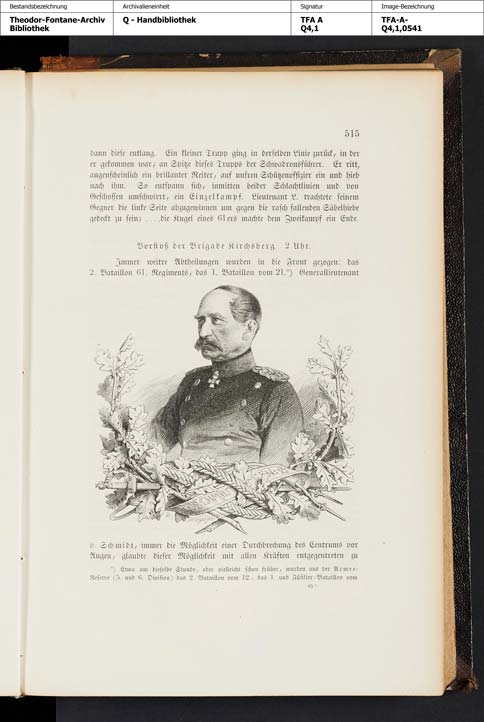 Bestandsbezeichnung
Archivalieneinheit
Signatur
Image-Bezeichnung
Theodor-Fontane-Archiv
Bibliothek
Q - Handbibliothek
TFA A
Q4,1
TFA-A-
Q4,1,0541
515
dann diese entlang. Ein kleiner Trupp ging in derselben Linie zurück, in der
er gekommen war; an Spitze dieses Trupps der Schwadronsführer. Er ritt,
augenscheinlich ein brillanter Reiter, auf unsren Schützenoffizier ein und hieb
nach ihm. So entspann sich, inmitten beider Schlachtlinien und von
Geschossen umschwirrt, ein Einzelkampf. Lieutenant L. trachtete seinem
Gegner die linke Seite abzugewinnen um gegen die rasch fallenden Säbelhiebe
gedeckt zu sein; ....die Kugel eines 61ers machte dem Zweikampf ein Ende.
Vorstoß der Brigade Kirchsberg. 2 Uhr.
Immer weitre Abtheilungen wurden in die Front gezogen: das
2. Bataillon 61. Regiments, das 1. Bataillon vom 21.*) Generallieutenant
v. Schmidt, immer die Möglichkeit einer Durchbrechung des Centrums vor
Augen, glaubte dieser Möglichkeit mit allen Kräften entgegentreten zu
*) Etwa um dieselbe Stunde, oder vielleicht schon früher, wurden aus der Armee-
Reserve (5. und 6. Division) das 2. Bataillon vom 12., das 1. und Füsilier-Bataillon vom